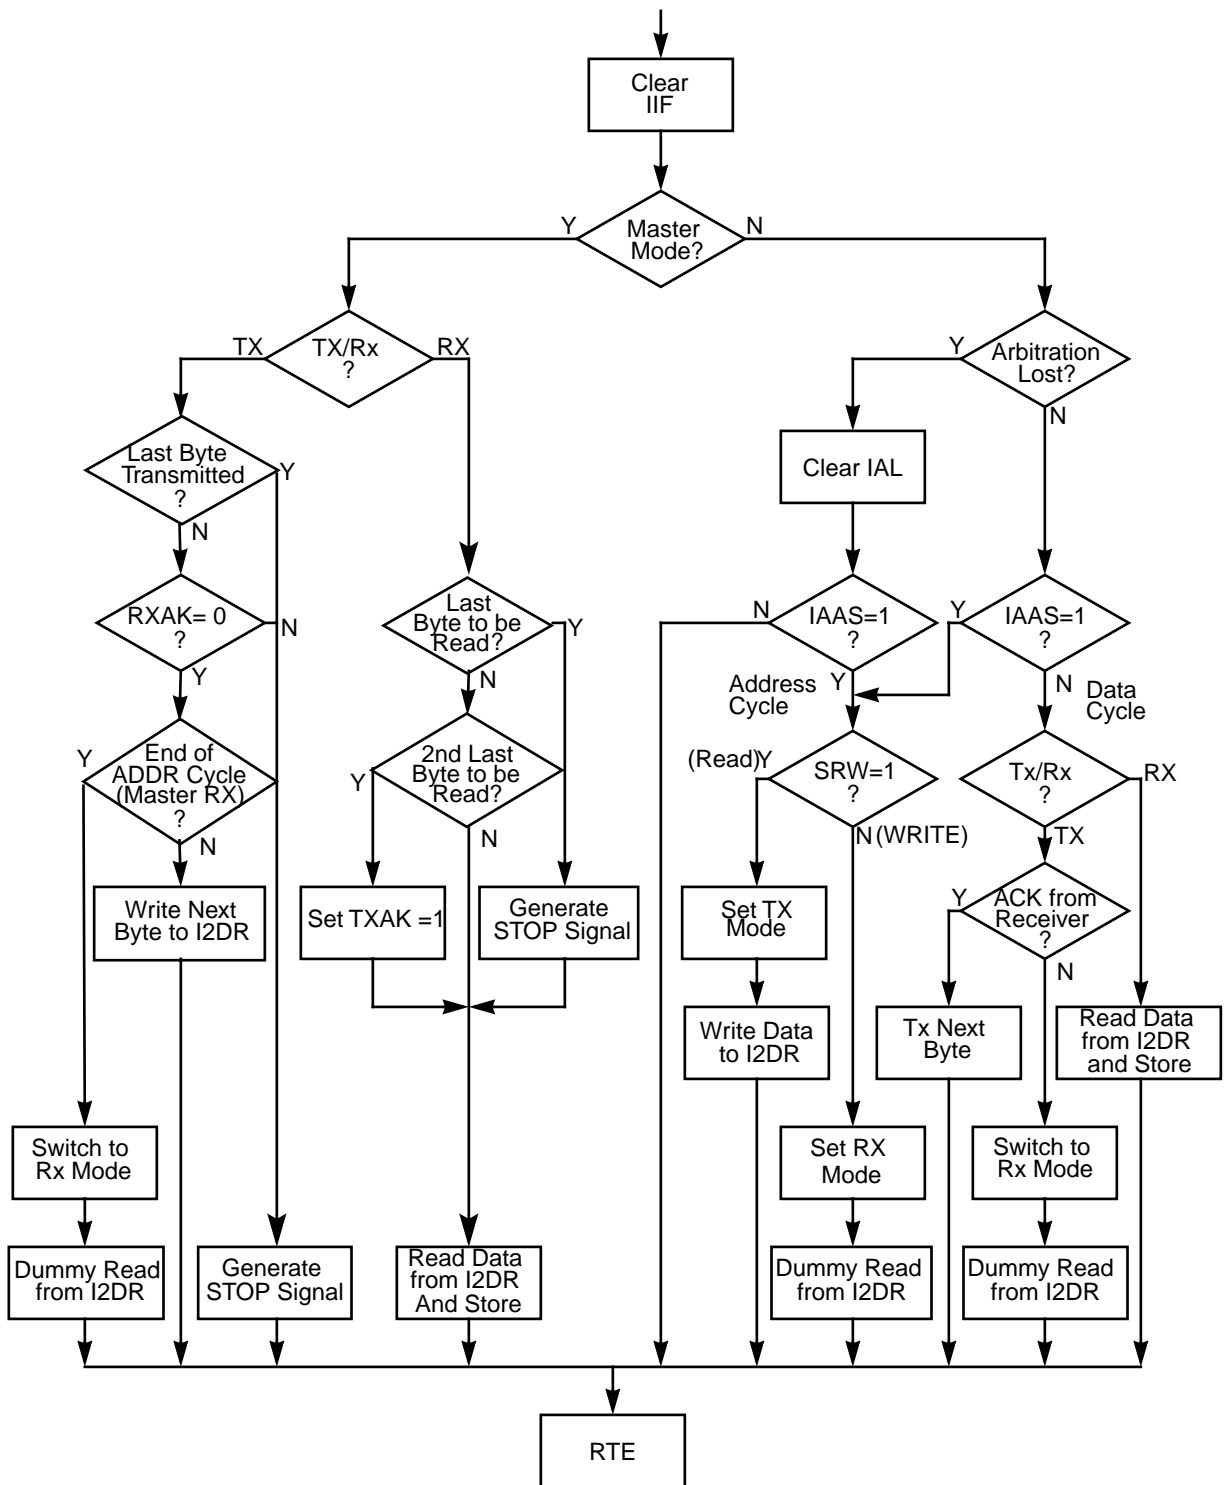 Clear
IIF
Y
Master
Mode?
N
TX
TX/Rx
?
RX
Y
Arbitration
Lost?
N
Last Byte
Transmitted
?
Y
N
Clear IAL
RXAK= 0
?
N
Y
Last
Byte to be
Read?
Y
N
N
IAAS=1
?
Y
Y
IAAS=1
?
N
Address
Cycle
Data
Cycle
Y
End of
ADDR Cycle
(Master RX)
?
N
Y
2nd Last
Byte to be
Read?
N
(Read)
Y
SRW=1
?
N
(WRITE)
Tx/Rx
?
RX
TX
Write Next
Byte to I2DR
Set TXAK =1
Generate
STOP Signal
Set TX
Mode
Y
ACK from
Receiver
?
N
Write Data
to I2DR
Tx Next
Byte
Read Data
from I2DR
and Store
Switch to
Rx Mode
Set RX
Mode
Switch to
Rx Mode
Dummy Read
from I2DR
Generate
STOP Signal
Read Data
from I2DR
And Store
Dummy Read
from I2DR
Dummy Read
from I2DR
RTE